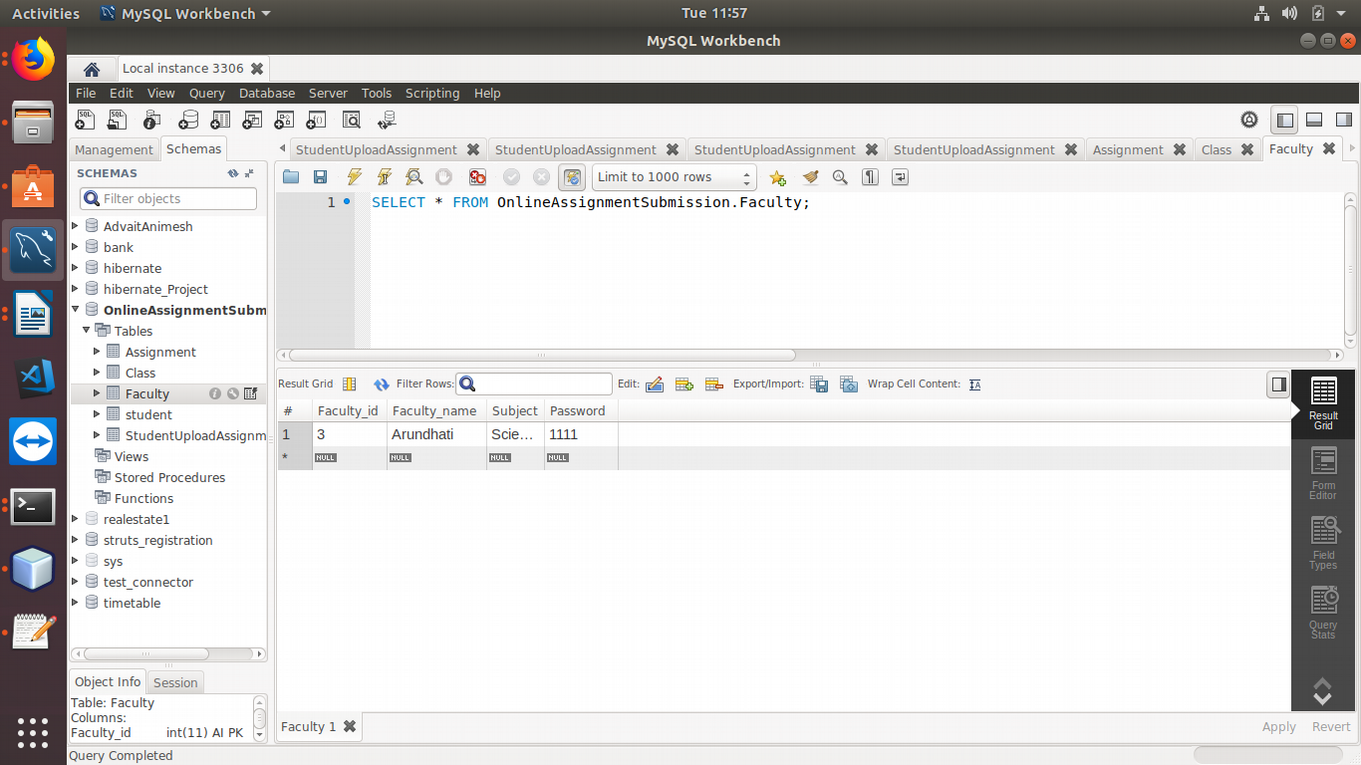 Activities MySQL Workbench Tue 11:57
MySQL Workbench
Local instance 3306
File Edit View Query Database Server Tools Scripting Help
Management Schemas
StudentUploadAssignment StudentUploadAssignment StudentUploadAssignment StudentUploadAssignment Assignment Class Faculty
SCHEMAS
Limit to 1000 rows
Filter objects
1 SELECT * FROM OnlineAssignmentSubmission.Faculty;
AdvaitAnimesh
bank
hibernate
hibernate_Project
OnlineAssignmentSubm
Tables
Assignment
Class
Faculty
student
StudentUploadAssignm
Views
Stored Procedures
Functions
realestate1
struts_registration
sys
test_connector
timetable
Result Grid Filter Rows: Edit: Export/Import: Wrap Cell Content:
# Faculty_id Faculty_name Subject Password
1 3 Arundhati Scie... 1111
* NULL NULL NULL NULL
Result
Grid
Form
Editor
Field
Types
Query
Stats
Object Info Session
Table: Faculty
Columns:
Faculty_id int(11) AI PK
Faculty 1
Apply Revert
Query Completed